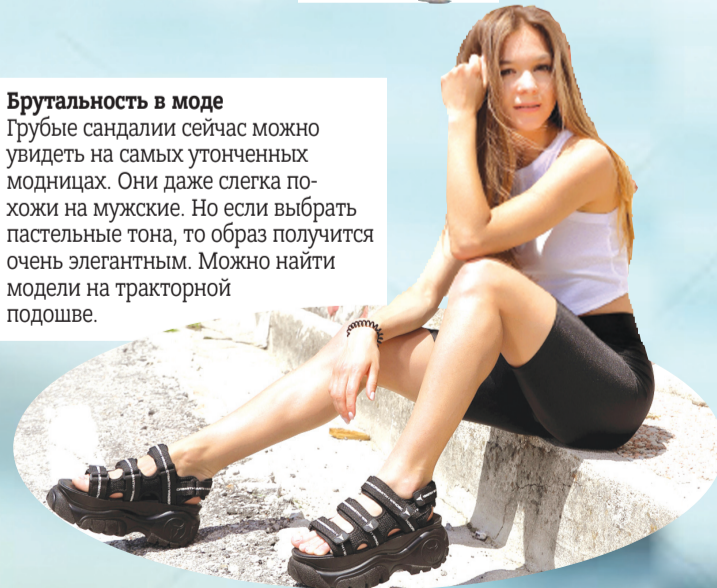 Брутальность в моде
Грубые сандалии сейчас можно
увидеть на самых утонченных
модницах. Они даже слегка по-
хожи на мужские. Но если выбрать
пастельные тона, то образ получится
очень элегантным. Можно найти
модели на тракторной
подошве.